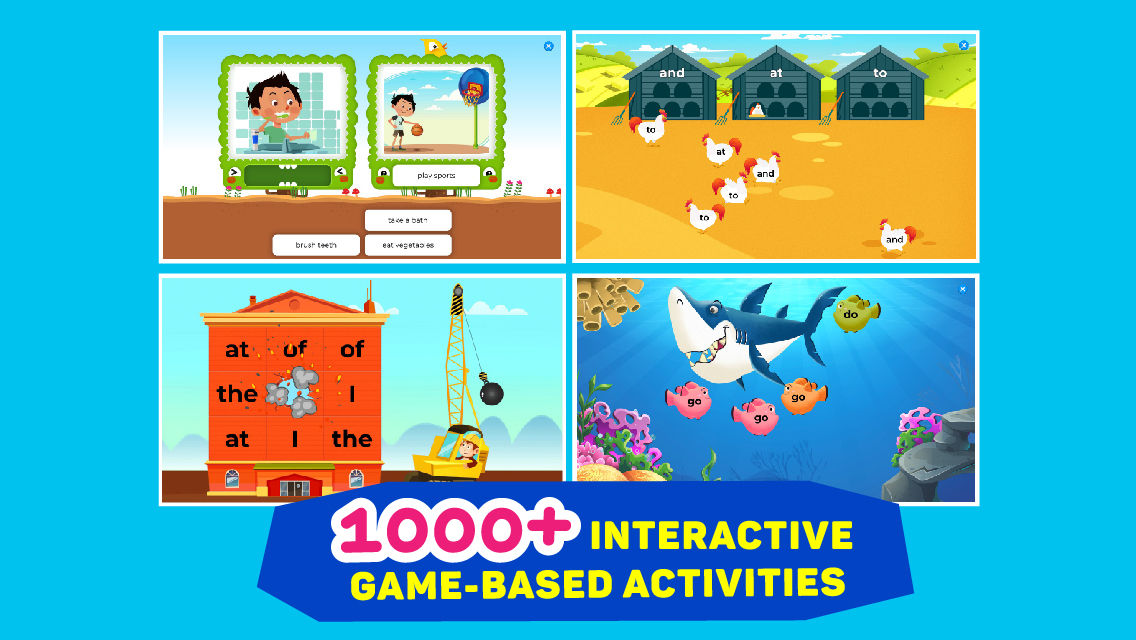 play sports
take a bath
brush teeth eat vegetables
and at to
to
at
and
to
to
and
at of of
the I
at I the
do
go
go
go
1000+ INTERACTIVE
GAME-BASED ACTIVITIES